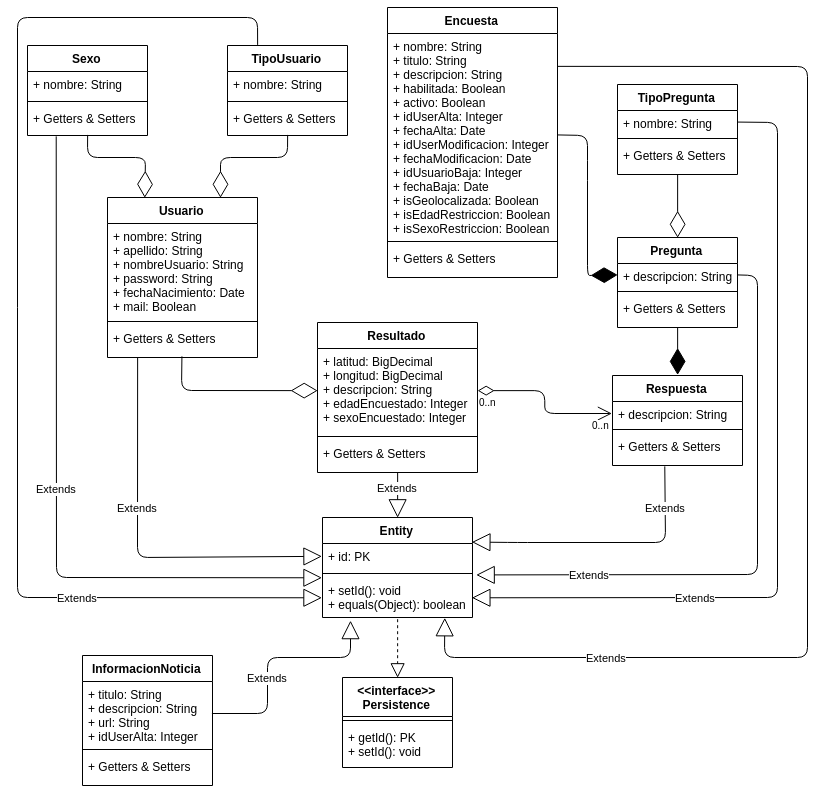 Encuesta
+ nombre: String
+ titulo: String
+ descripcion: String
+ habilitada: Boolean
+ activo: Boolean
+ idUserAlta: Integer
+ fechaAlta: Date
+ idUserModificacion: Integer
+ fechaModificacion: Date
+ idUsuarioBaja: Integer
+ fechaBaja: Date
+ isGeolocalizada: Boolean
+ isEdadRestriccion: Boolean
+ isSexoRestriccion: Boolean
+ Getters & Setters
Sexo
+ nombre: String
+ Getters & Setters
TipoUsuario
+ nombre: String
+ Getters & Setters
TipoPregunta
+ nombre: String
+ Getters & Setters
Usuario
+ nombre: String
+ apellido: String
+ nombreUsuario: String
+ password: String
+ fechaNacimiento: Date
+ mail: Boolean
+ Getters & Setters
Pregunta
+ descripcion: String
+ Getters & Setters
Resultado
+ latitud: BigDecimal
+ longitud: BigDecimal
+ descripcion: String
+ edadEncuestado: Integer
+ sexoEncuestado: Integer
+ Getters & Setters
0..n
0..n
Respuesta
+ descripcion: String
+ Getters & Setters
Extends
Extends
Extends
Extends
Entity
+ id: PK
+ setId(): void
+ equals(Object): boolean
Extends
Extends
Extends
Extends
InformacionNoticia
+ titulo: String
+ descripcion: String
+ url: String
+ idUserAlta: Integer
+ Getters & Setters
Extends
<<interface>>
Persistence
+ getId(): PK
+ setId(): void